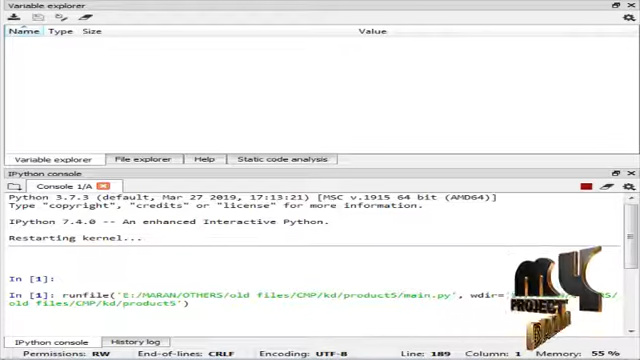 Variable explorer
Name Type Size Value
Variable explorer File explorer Help Static code analysis
IPython console
Console 1/A
Python 3.7.3 (default, Mar 27 2019, 17:13:21) [MSC v.1915 64 bit (AMD64)]
Type "copyright", "credits" or "license" for more information.
IPython 7.4.0 -- An enhanced Interactive Python.
Restarting kernel...
In [1]:
In [1]: runfile('E:/MARAN/OTHERS/old files/CMP/kd/product5/main.py', wdir=
old files/CMP/kd/product5')
MY
PROJECT
IPython console History log
Permissions: RW End-of-lines: CRLF Encoding: UTF-8 Line: 189 Column: 1 Memory: 55 %